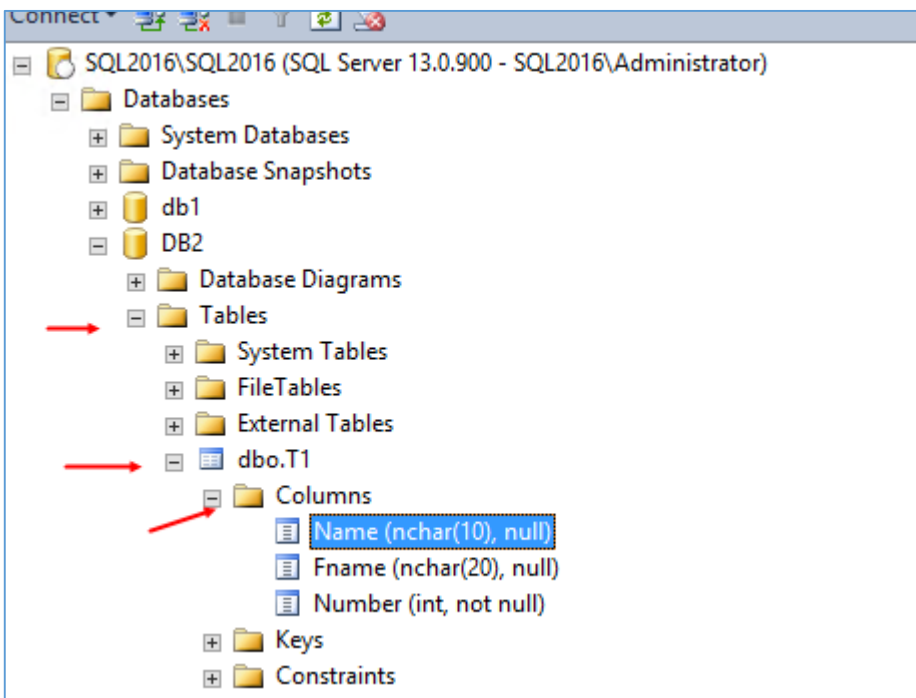 Connect
SQL2016\SQL2016 (SQL Server 13.0.900 - SQL2016\Administrator)
Databases
System Databases
Database Snapshots
db1
DB2
Database Diagrams
Tables
System Tables
FileTables
External Tables
dbo.T1
Columns
Name (nchar(10), null)
Fname (nchar(20), null)
Number (int, not null)
Keys
Constraints